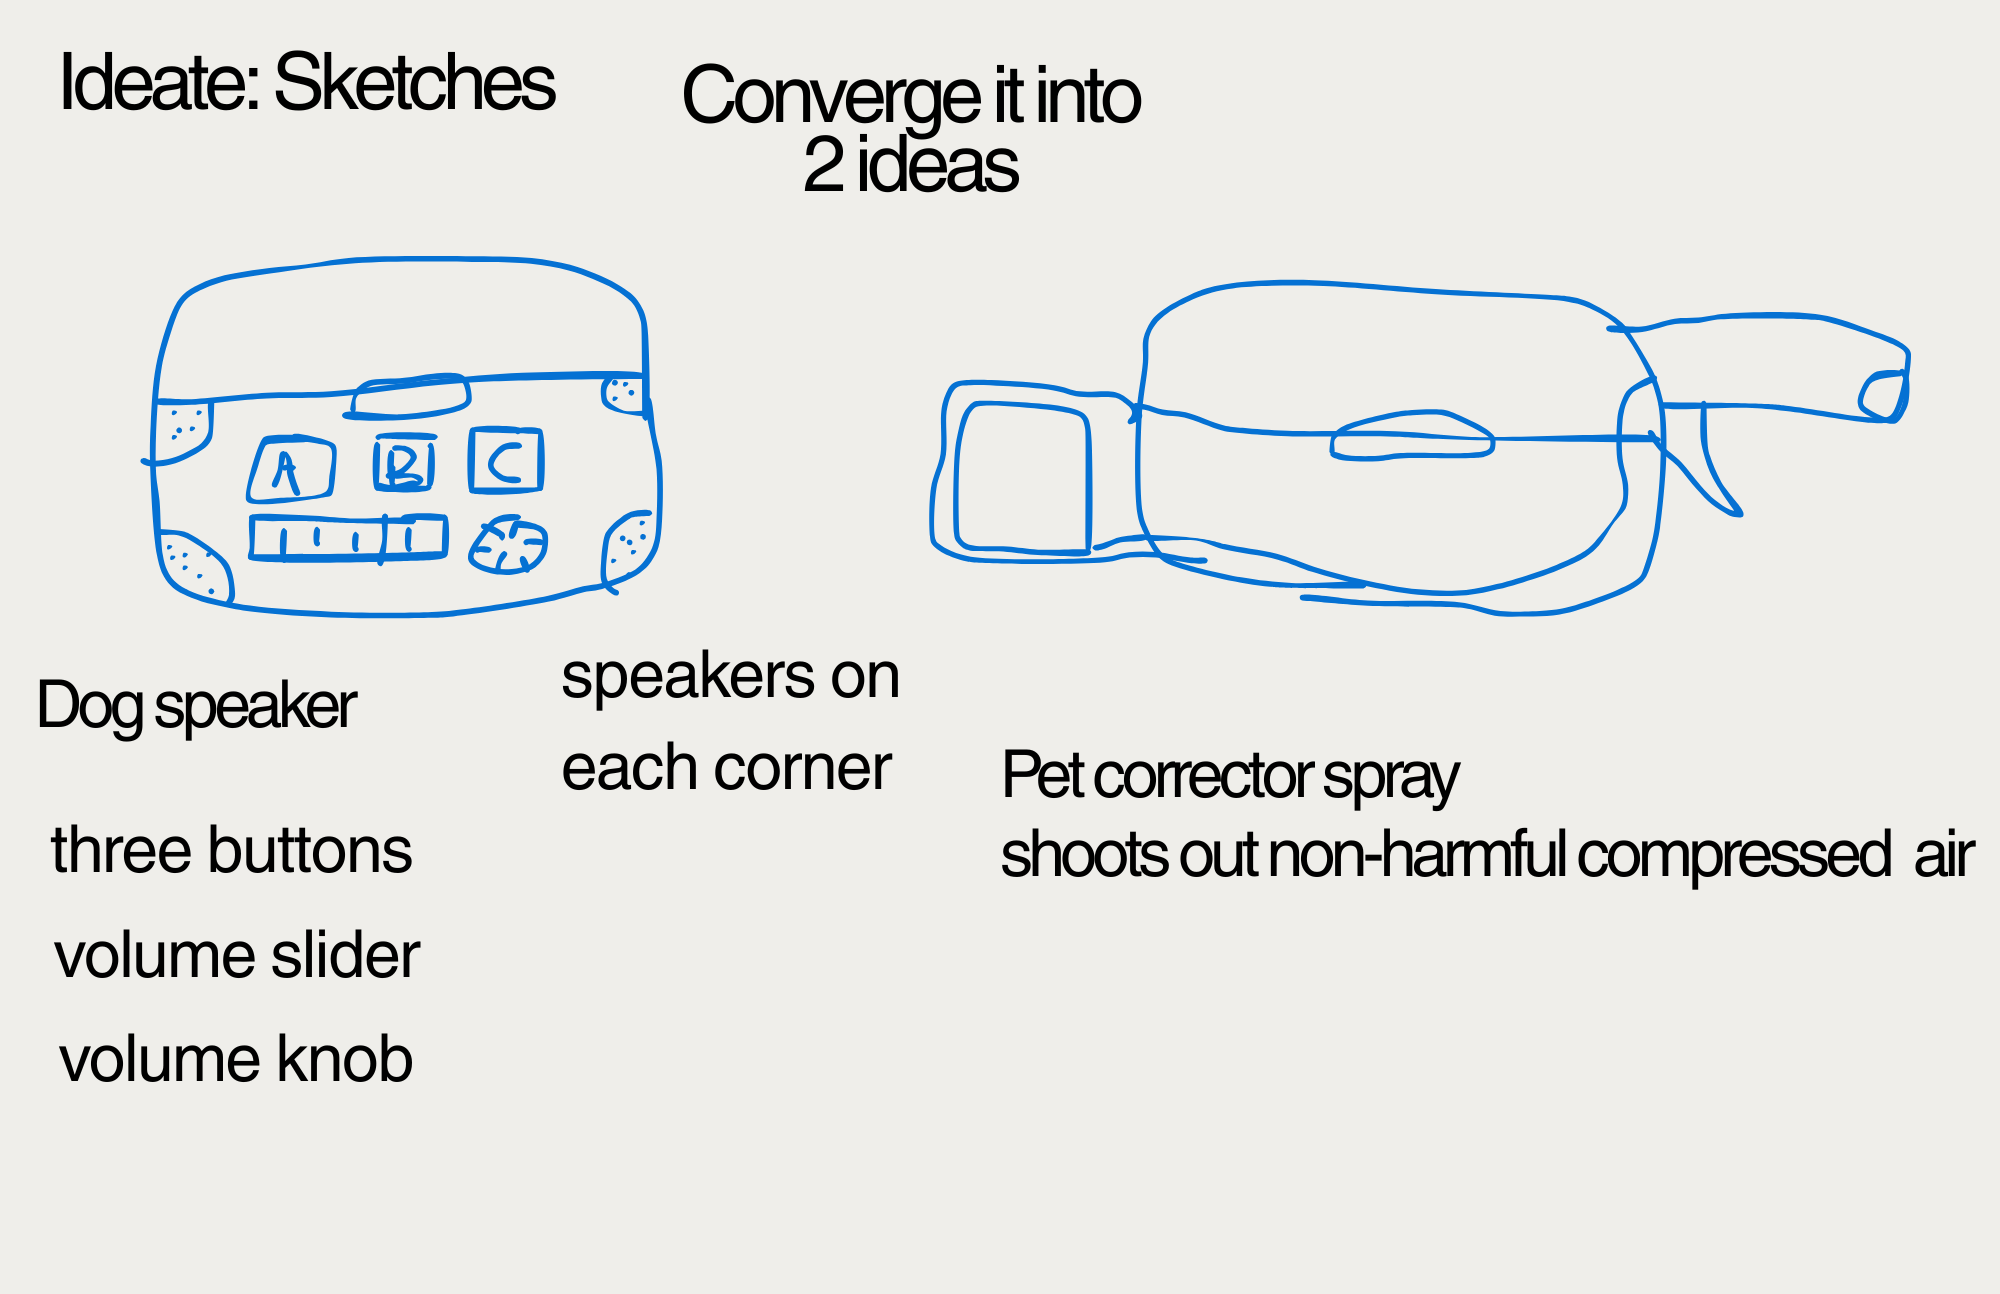 Ideate: Sketches
Converge it into
2 ideas
A B C
Dog speaker
three buttons
volume slider
volume knob
speakers on
each corner
Pet corrector spray
shoots out non-harmful compressed air